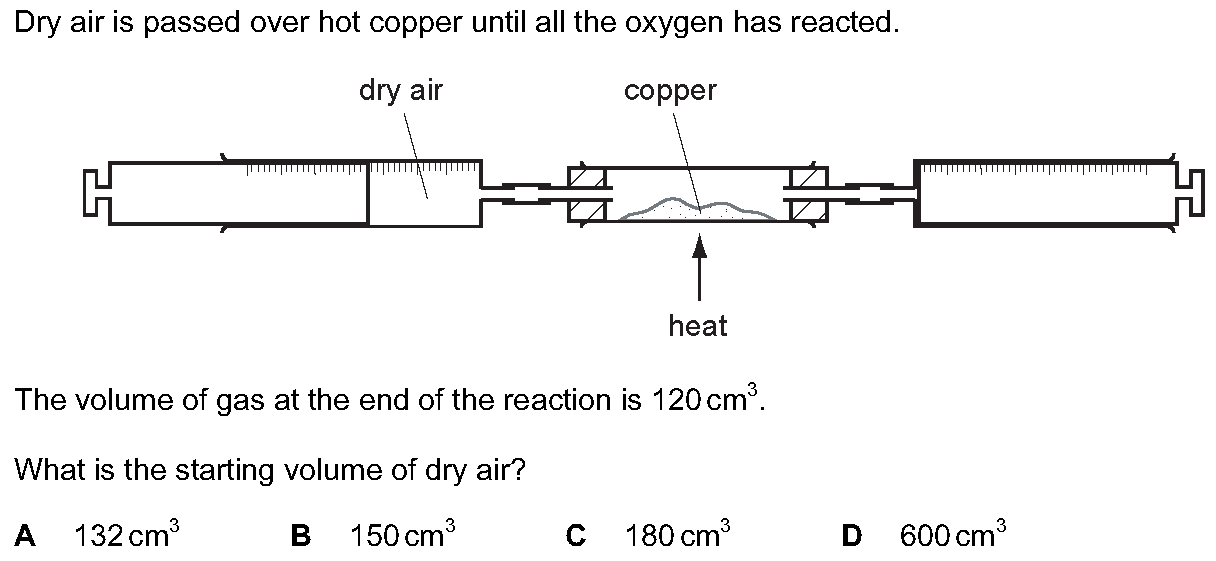 Dry air is passed over hot copper until all the oxygen has reacted.
dry air copper
heat
The volume of gas at the end of the reaction is 120 cm³.
What is the starting volume of dry air?
A 132 cm³ B 150 cm³ C 180 cm³ D 600 cm³